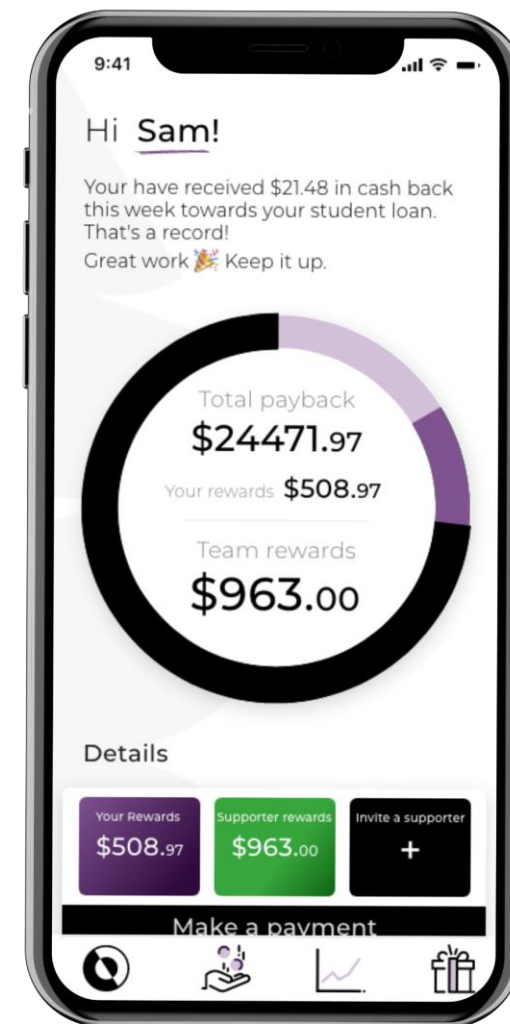 9:41
Hi Sam!
Your have received $21.48 in cash back
this week towards your student loan.
That's a record!
Great work 🎉 Keep it up.
Total payback
$24471.97
Your rewards $508.97
Team rewards
$963.00
Details
Your Rewards
$508.97
Supporter rewards
$963.00
Invite a supporter
+
Make a payment